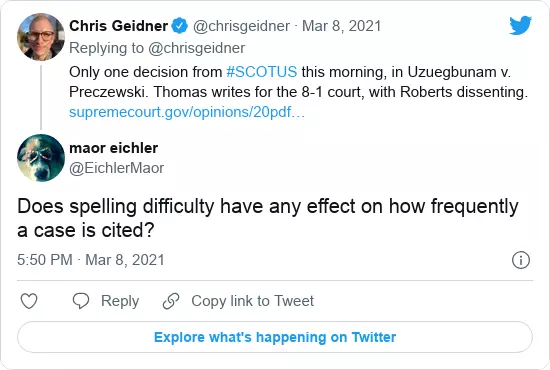 Chris Geidner @chrisgeidner · Mar 8, 2021
Replying to @chrisgeidner
Only one decision from #SCOTUS this morning, in Uzuegbunam v.
Preczewski. Thomas writes for the 8-1 court, with Roberts dissenting.
supremecourt.gov/opinions/20pdf…
maor eichler
@EichlerMaor
Does spelling difficulty have any effect on how frequently
a case is cited?
5:50 PM · Mar 8, 2021
Reply
Copy link to Tweet
Explore what's happening on Twitter